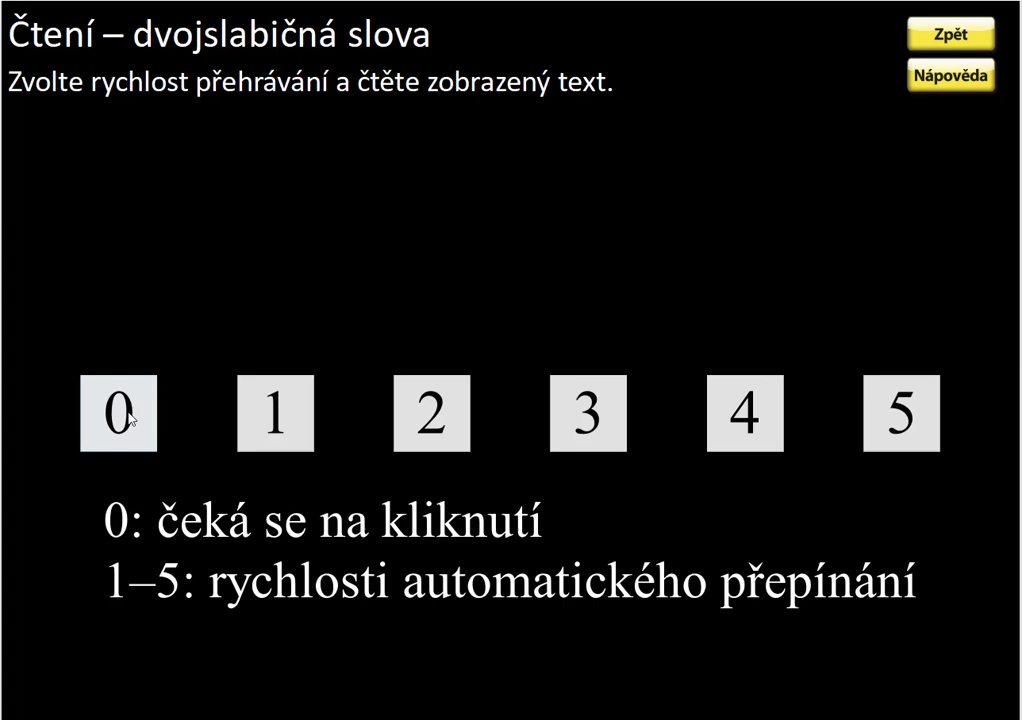 Čtení – dvojslabičná slova
Zpět
Zvolte rychlost přehrávání a čtěte zobrazený text.
Nápověda
0 1 2 3 4 5
0: čeká se na kliknutí
1–5: rychlosti automatického přepínání